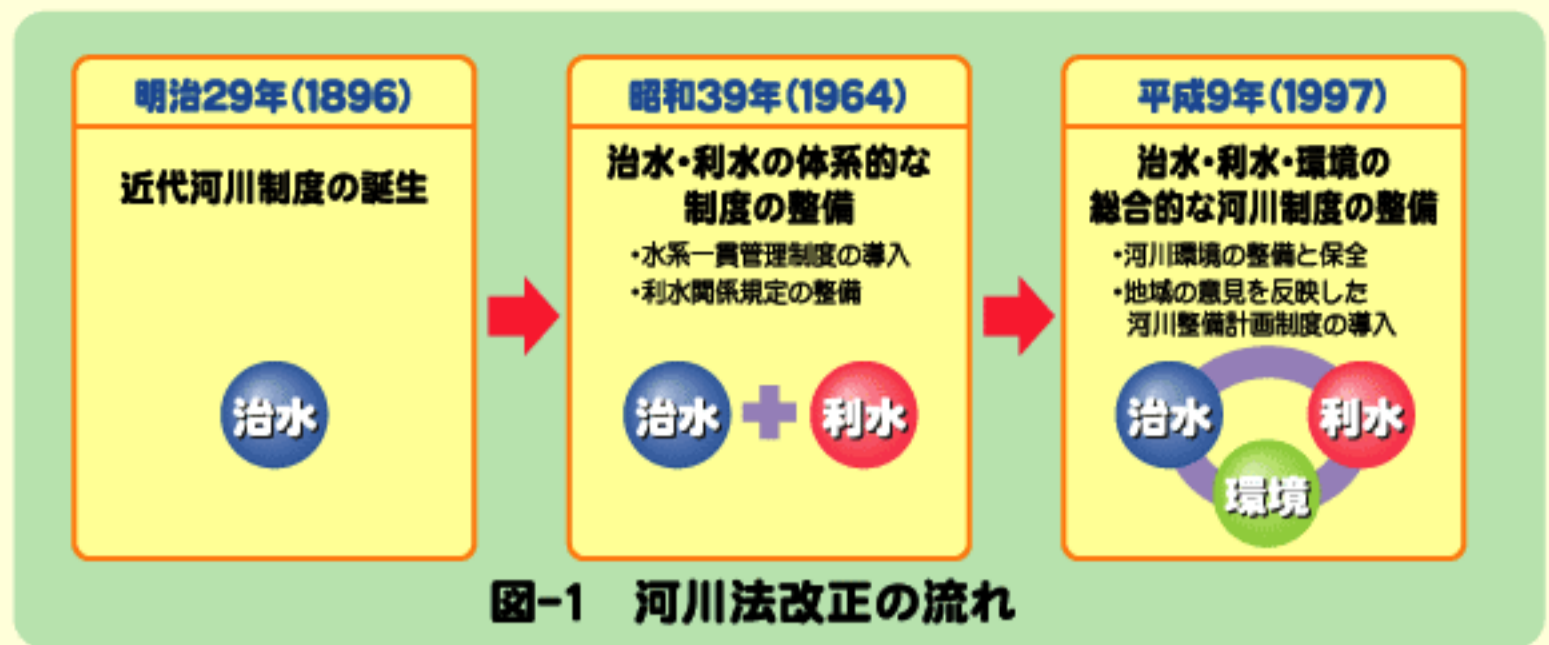 明治29年(1896)
近代河川制度の誕生
治水
昭和39年(1964)
治水・利水の体系的な
制度の整備
・水系一貫管理制度の導入
・利水関係規定の整備
治水
利水
平成9年(1997)
治水・利水・環境の
総合的な河川制度の整備
・河川環境の整備と保全
・地域の意見を反映した
河川整備計画制度の導入
治水
利水
環境
図-1 河川法改正の流れ